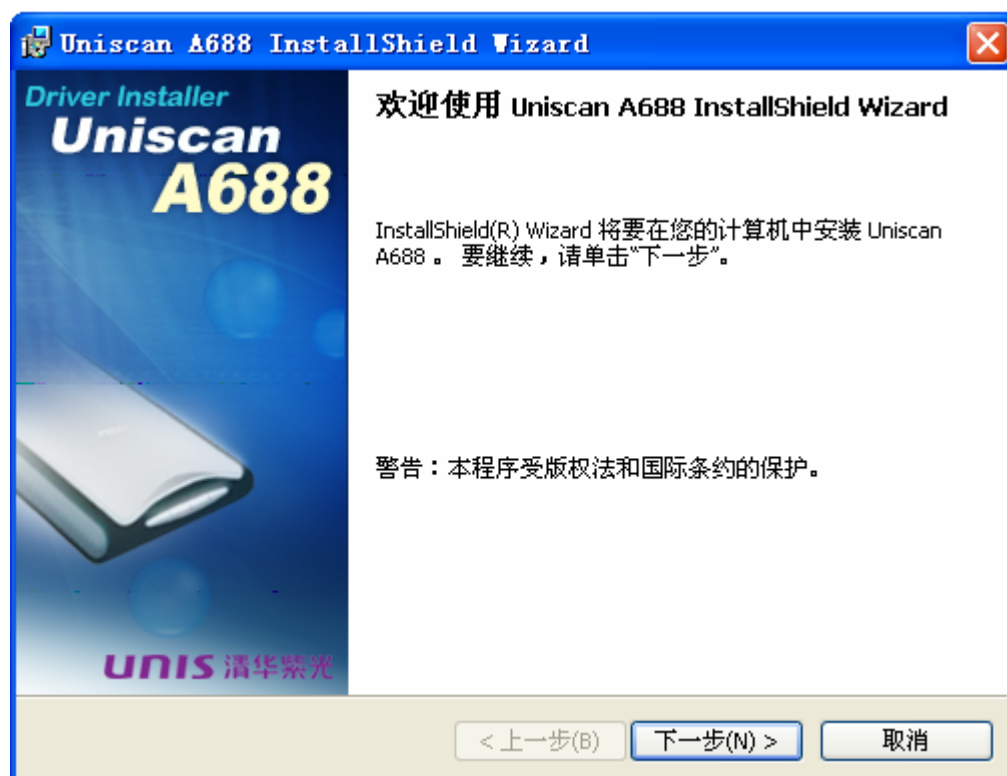 Uniscan A688 InstallShield Wizard
Driver Installer
Uniscan
A688
欢迎使用 Uniscan A688 InstallShield Wizard
InstallShield(R) Wizard 将要在您的计算机中安装 Uniscan
A688 。 要继续，请单击“下一步”。
警告：本程序受版权法和国际条约的保护。
UNIS 清华紫光
< 上一步(B)
下一步(N) >
取消